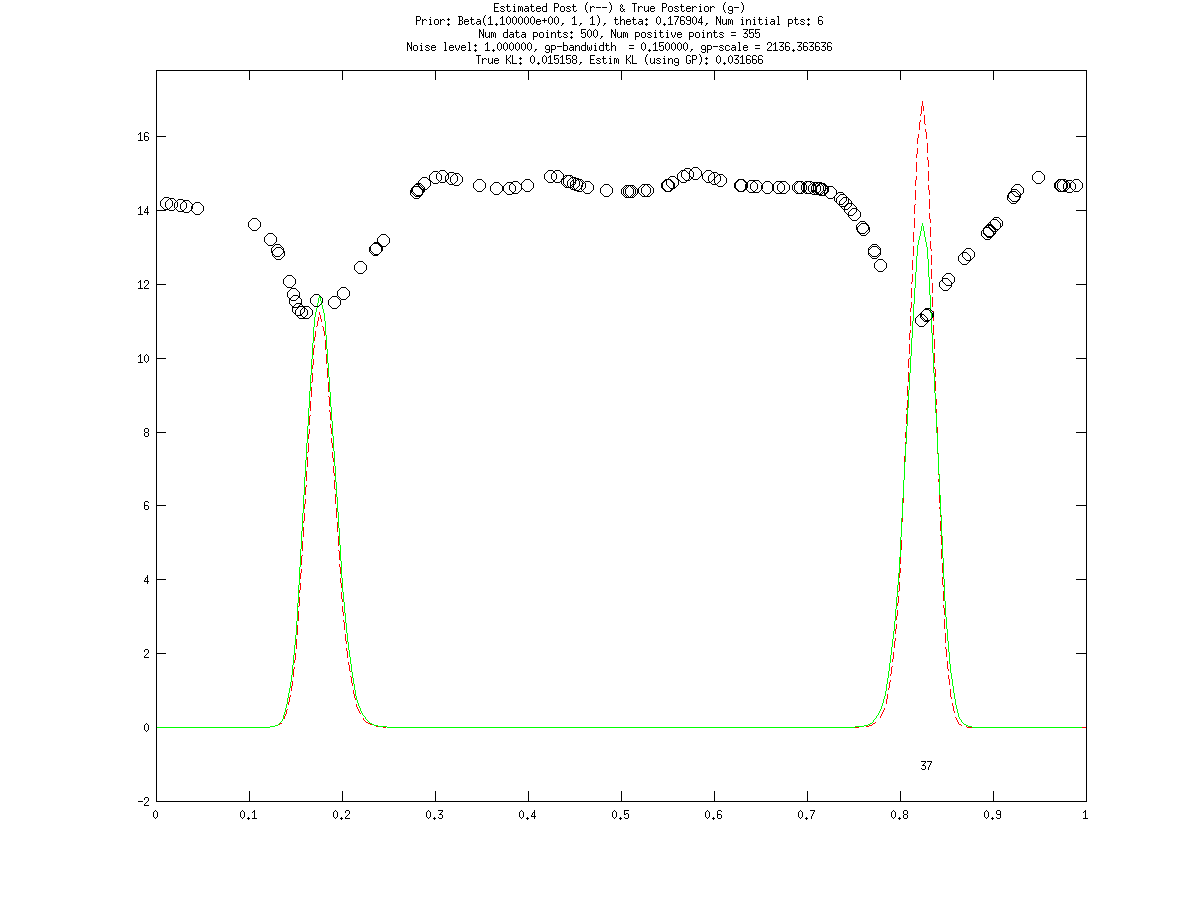 Estimated Post (r--) & True Posterior (g-)
Prior: Beta(1.100000e+00, 1, 1), theta: 0.176904, Num initial pts: 6
Num data points: 500, Num positive points = 355
Noise level: 1.000000, gp-bandwidth  = 0.150000, gp-scale = 2136.363636
True KL: 0.015158, Estim KL (using GP): 0.031666
16
14
12
10
8
6
4
2
0
37
-2
0 0.1 0.2 0.3 0.4 0.5 0.6 0.7 0.8 0.9 1